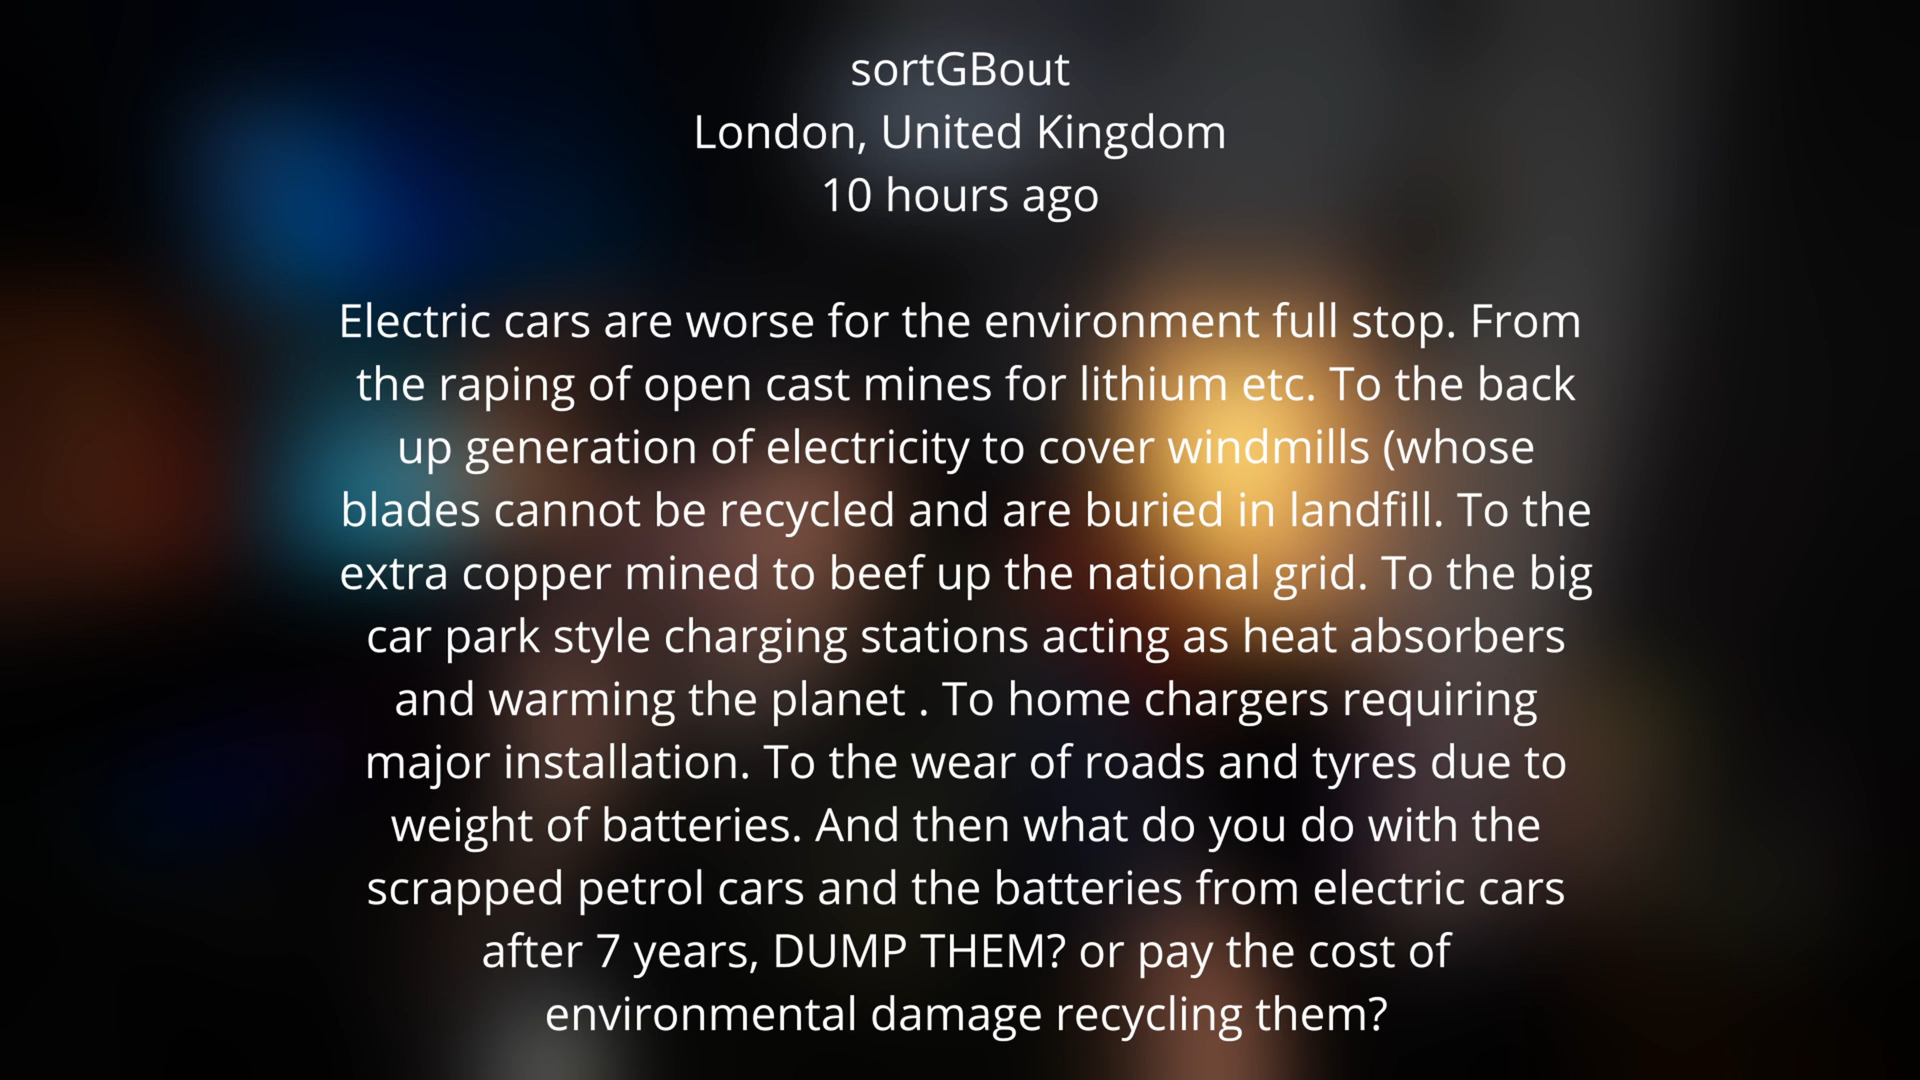 sortGBout
London, United Kingdom
10 hours ago
Electric cars are worse for the environment full stop. From
the raping of open cast mines for lithium etc. To the back
up generation of electricity to cover windmills (whose
blades cannot be recycled and are buried in landfill. To the
extra copper mined to beef up the national grid. To the big
car park style charging stations acting as heat absorbers
and warming the planet . To home chargers requiring
major installation. To the wear of roads and tyres due to
weight of batteries. And then what do you do with the
scrapped petrol cars and the batteries from electric cars
after 7 years, DUMP THEM? or pay the cost of
environmental damage recycling them?